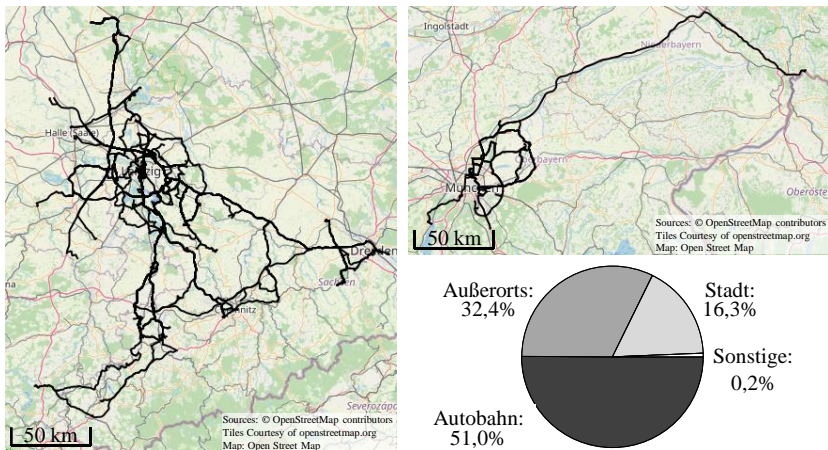 Halle (Saale)
Leipzig
Dresden
Sachsen
Chemnitz
na
Severozápa
50 km
Sources: © OpenStreetMap contributors
Tiles Courtesy of openstreetmap.org
Map: Open Street Map
Ingolstadt
Niederbayern
Oberbayern
München
Oberöste
50 km
Sources: © OpenStreetMap contributors
Tiles Courtesy of openstreetmap.org
Map: Open Street Map
Außerorts:
32,4%
Stadt:
16,3%
Sonstige:
0,2%
Autobahn:
51,0%